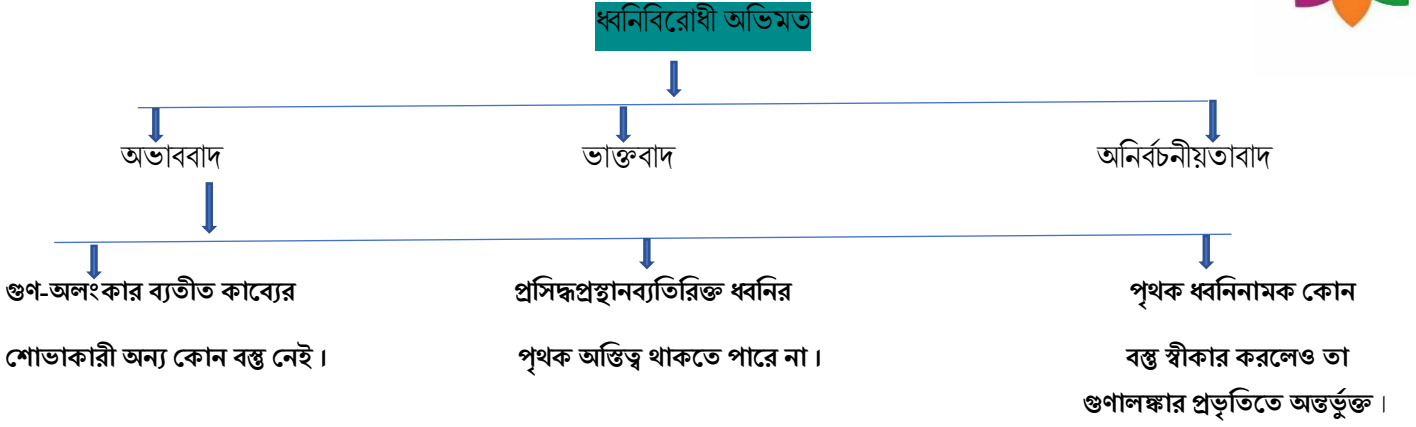 ধ্বনিবিরোধী অভিমত
অভাববাদ
ভাক্তবাদ
অনির্বচনীয়তাবাদ
গুণ-অলংকার ব্যতীত কাব্যের
শোভাকারী অন্য কোন বস্তু নেই।
প্রসিদ্ধপ্রস্থানব্যতিরিক্ত ধ্বনির
পৃথক অস্তিত্ব থাকতে পারে না।
পৃথক ধ্বনিনামক কোন
বস্তু স্বীকার করলেও তা
গুণালঙ্কার প্রভৃতিতে অন্তর্ভুক্ত।